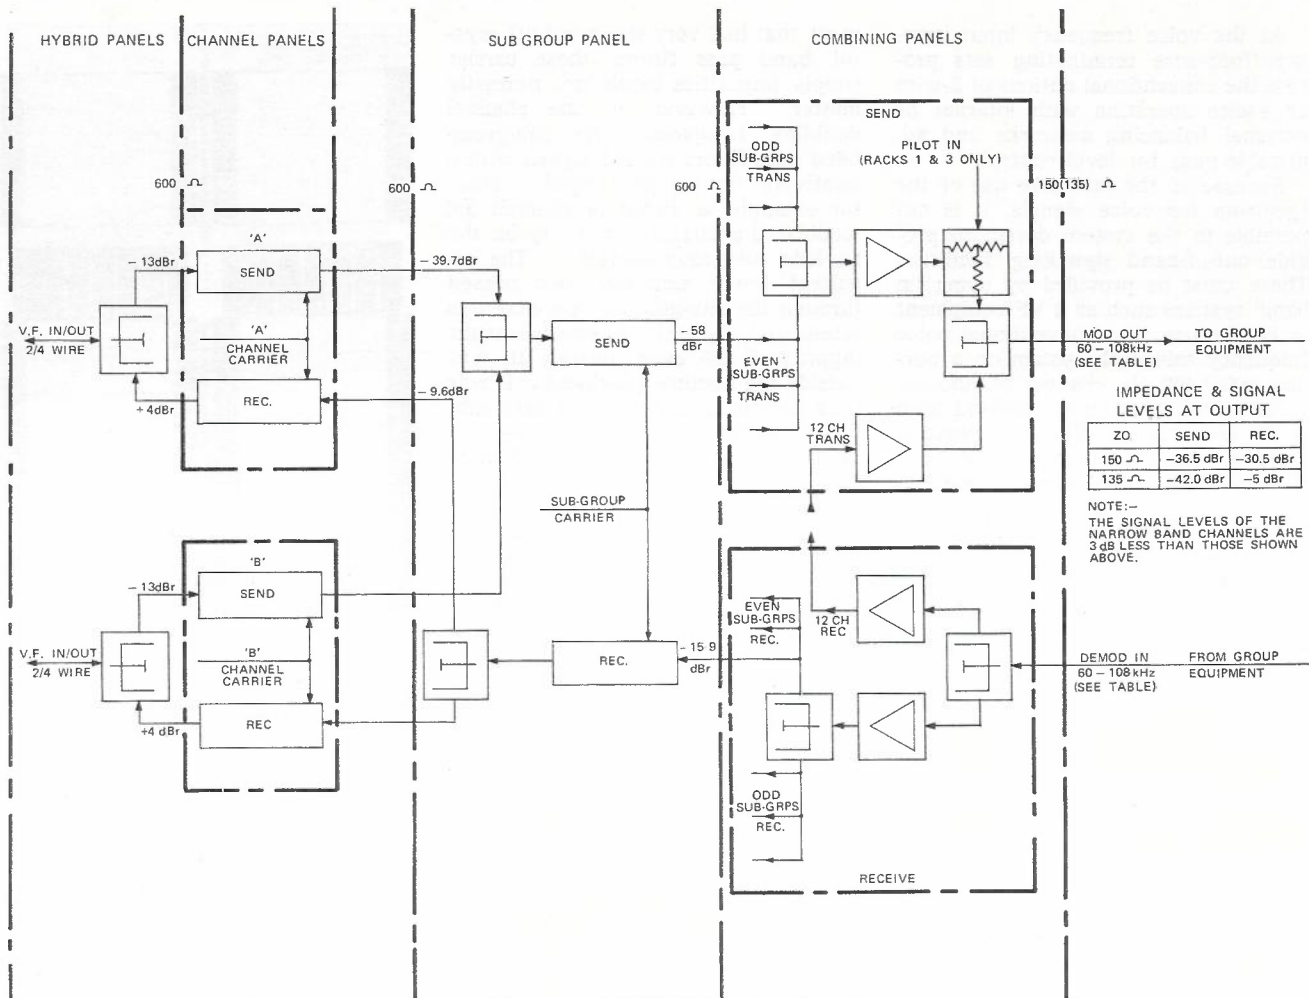 HYBRID PANELS
CHANNEL PANELS
SUB GROUP PANEL
COMBINING PANELS
SEND
ODD
SUB-GRPS
TRANS
PILOT IN
(RACKS 1 & 3 ONLY)
600 Ω
600 Ω
600 Ω
150(135) Ω
'A'
-13dBr
SEND
-39.7dBr
V.F. IN/OUT
2/4 WIRE
'A'
CHANNEL
CARRIER
SEND
-58
dBr
EVEN
SUB-GRPS
TRANS
MOD OUT
60-108kHz
(SEE TABLE)
TO GROUP
EQUIPMENT
REC.
+4dBr
-9.6dBr
12 CH
TRANS
IMPEDANCE & SIGNAL
LEVELS AT OUTPUT
ZO SEND REC.
150 Ω -36.5 dBr -30.5 dBr
135 Ω -42.0 dBr -5 dBr
NOTE:-
THE SIGNAL LEVELS OF THE
NARROW BAND CHANNELS ARE
3dB LESS THAN THOSE SHOWN
ABOVE.
SUB-GROUP
CARRIER
'B'
-13dBr
SEND
EVEN
SUB-GRPS
REC.
12 CH
REC
V.F. IN/OUT
2/4 WIRE
'B'
CHANNEL
CARRIER
REC.
-15 9
dBr
DEMOD IN
60-108kHz
(SEE TABLE)
FROM GROUP
EQUIPMENT
REC
+4 dBr
ODD
SUB-GRPS
REC.
RECEIVE